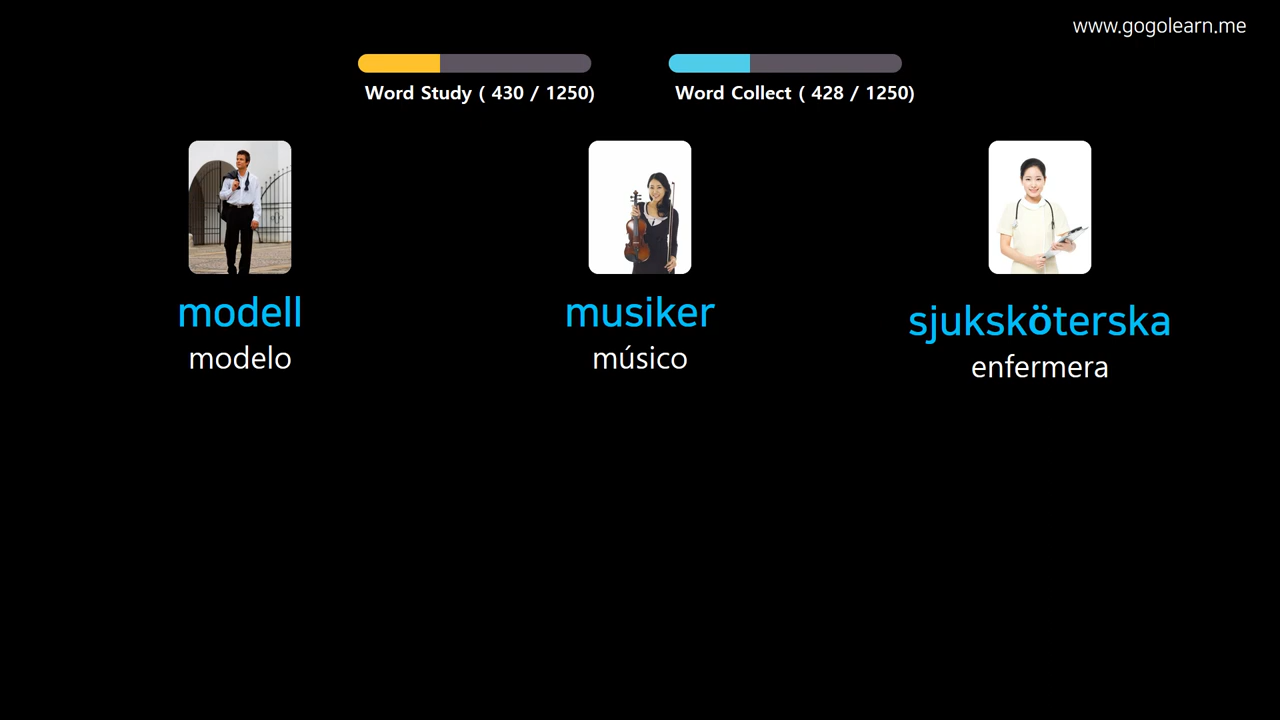 www.gogolearn.me
Word Study ( 430 / 1250)
Word Collect ( 428 / 1250)
modell
modelo
musiker
músico
sjuksköterska
enfermera